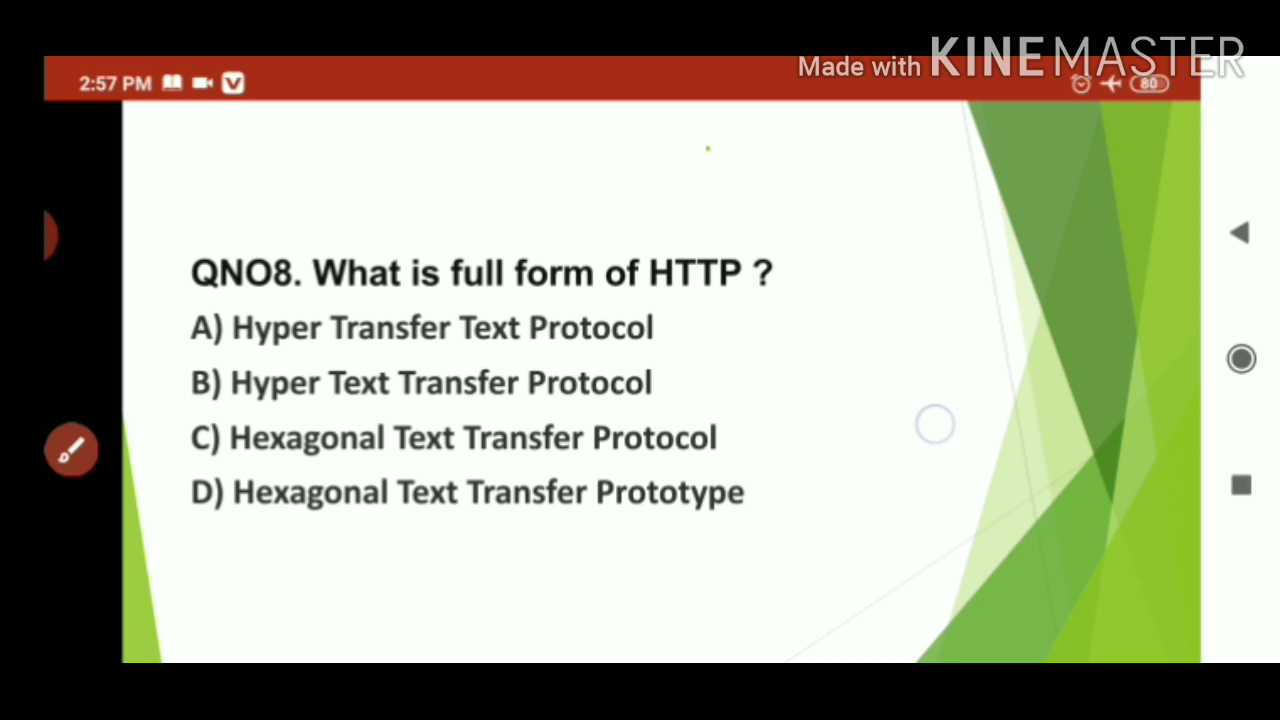 Made with KINEMASTER
2:57 PM
80
QNO8. What is full form of HTTP ?
A) Hyper Transfer Text Protocol
B) Hyper Text Transfer Protocol
C) Hexagonal Text Transfer Protocol
D) Hexagonal Text Transfer Prototype